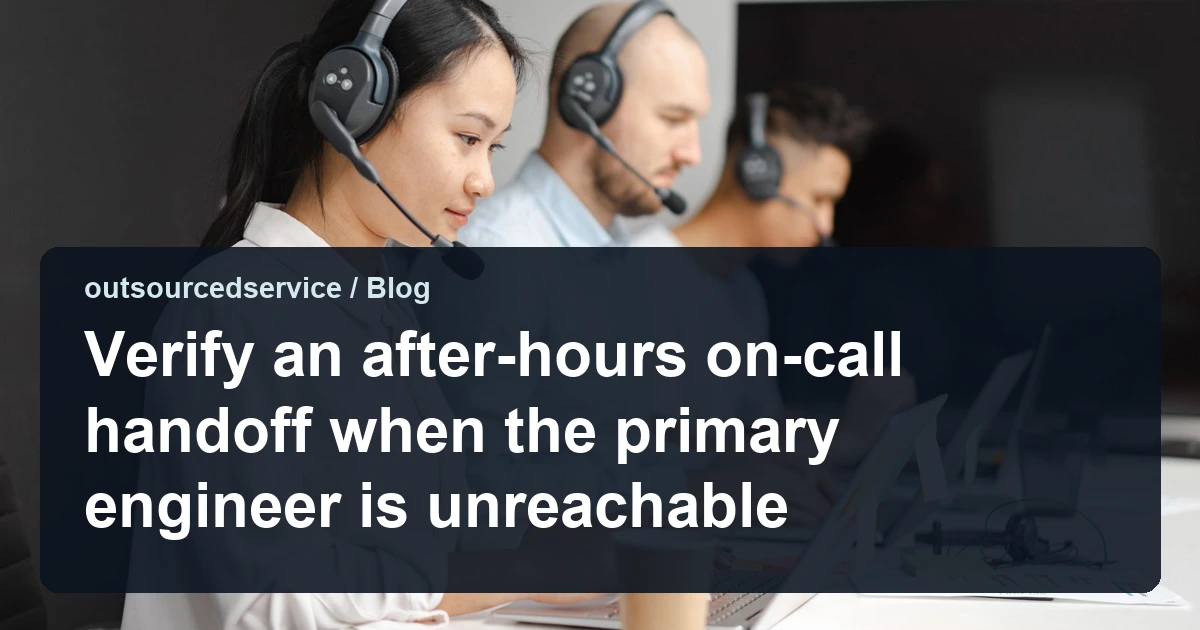 outsourcedservice / Blog
Verify an after-hours on-call
handoff when the primary
engineer is unreachable